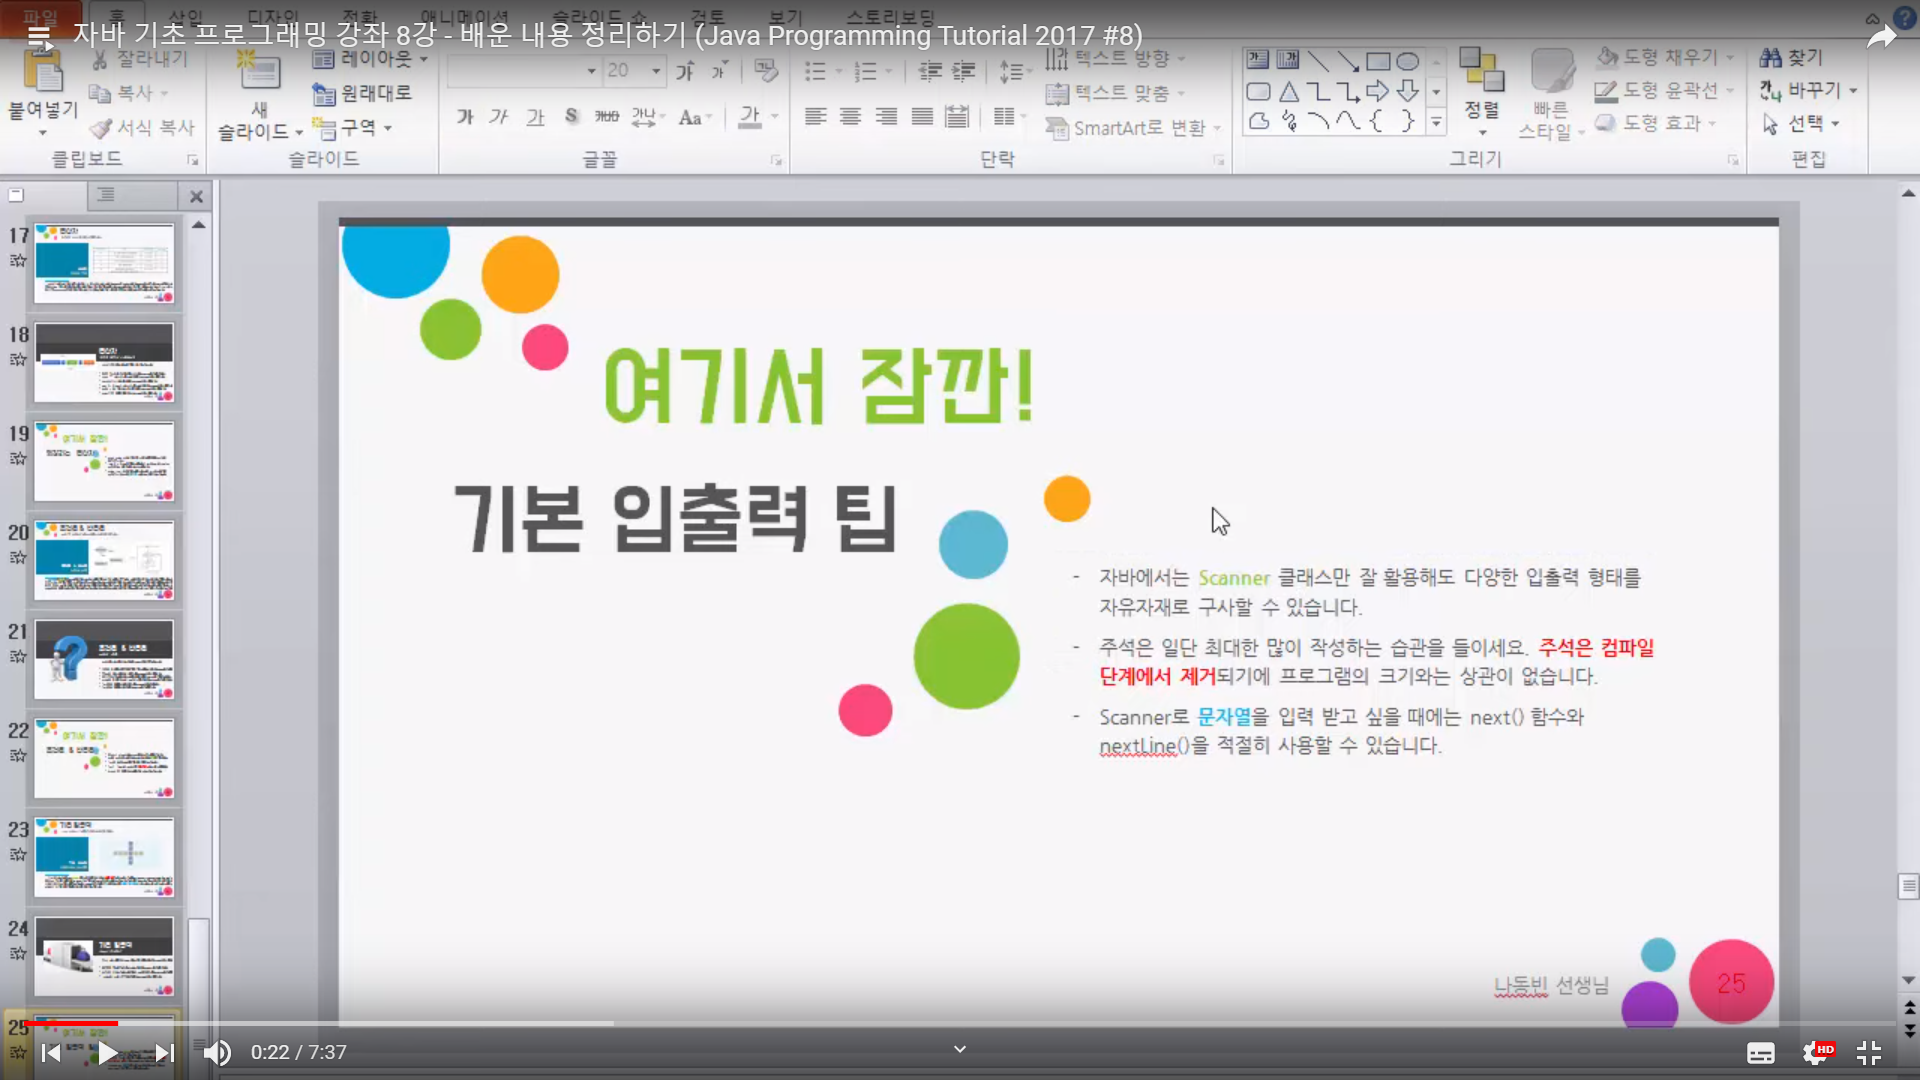 파일 홈 삽입 디자인 전환 애니메이션 슬라이드 쇼 검토 보기 스토리보딩
자바 기초 프로그래밍 강좌 8강 - 배운 내용 정리하기 (Java Programming Tutorial 2017 #8)
붙여넣기
잘라내기
복사
서식 복사
클립보드
새
슬라이드
레이아웃
원래대로
구역
슬라이드
20
가 가
가 가 가 S 가나 Aa 가
글꼴
텍스트 방향
텍스트 맞춤
SmartArt로 변환
단락
정렬
빠른
스타일
도형 채우기
도형 윤곽선
도형 효과
그리기
찾기
바꾸기
선택
편집
17
18
19
여기서 잠깐!
20
21
22
여기서 잠깐!
23
24
25
여기서 잠깐!
여기서 잠깐!
기본 입출력 팁
- 자바에서는 Scanner 클래스만 잘 활용해도 다양한 입출력 형태를
자유자재로 구사할 수 있습니다.
- 주석은 일단 최대한 많이 작성하는 습관을 들이세요. 주석은 컴파일
단계에서 제거되기에 프로그램의 크기와는 상관이 없습니다.
- Scanner로 문자열을 입력 받고 싶을 때에는 next() 함수와
nextLine()을 적절히 사용할 수 있습니다.
나동빈 선생님
25
0:22 / 7:37
HD